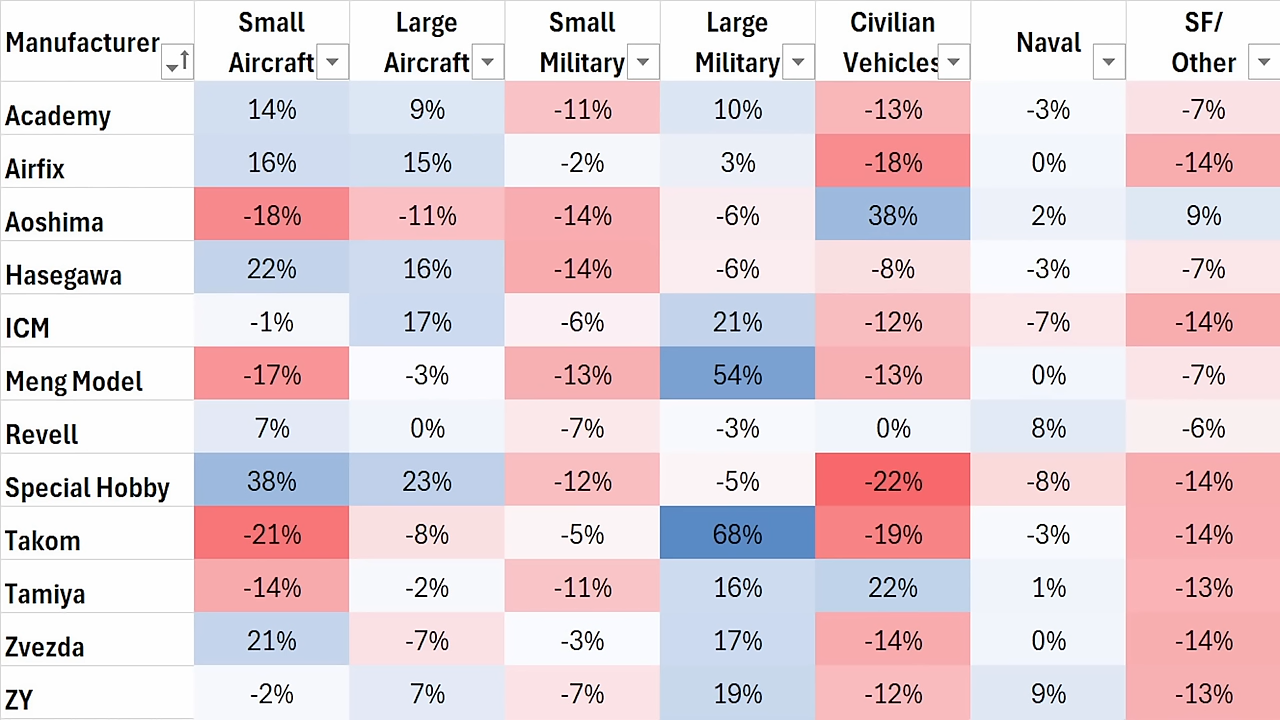 Manufacturer Small Aircraft Large Aircraft Small Military Large Military Civilian Vehicles Naval SF/ Other
Academy 14% 9% -11% 10% -13% -3% -7%
Airfix 16% 15% -2% 3% -18% 0% -14%
Aoshima -18% -11% -14% -6% 38% 2% 9%
Hasegawa 22% 16% -14% -6% -8% -3% -7%
ICM -1% 17% -6% 21% -12% -7% -14%
Meng Model -17% -3% -13% 54% -13% 0% -7%
Revell 7% 0% -7% -3% 0% 8% -6%
Special Hobby 38% 23% -12% -5% -22% -8% -14%
Takom -21% -8% -5% 68% -19% -3% -14%
Tamiya -14% -2% -11% 16% 22% 1% -13%
Zvezda 21% -7% -3% 17% -14% 0% -14%
ZY -2% 7% -7% 19% -12% 9% -13%